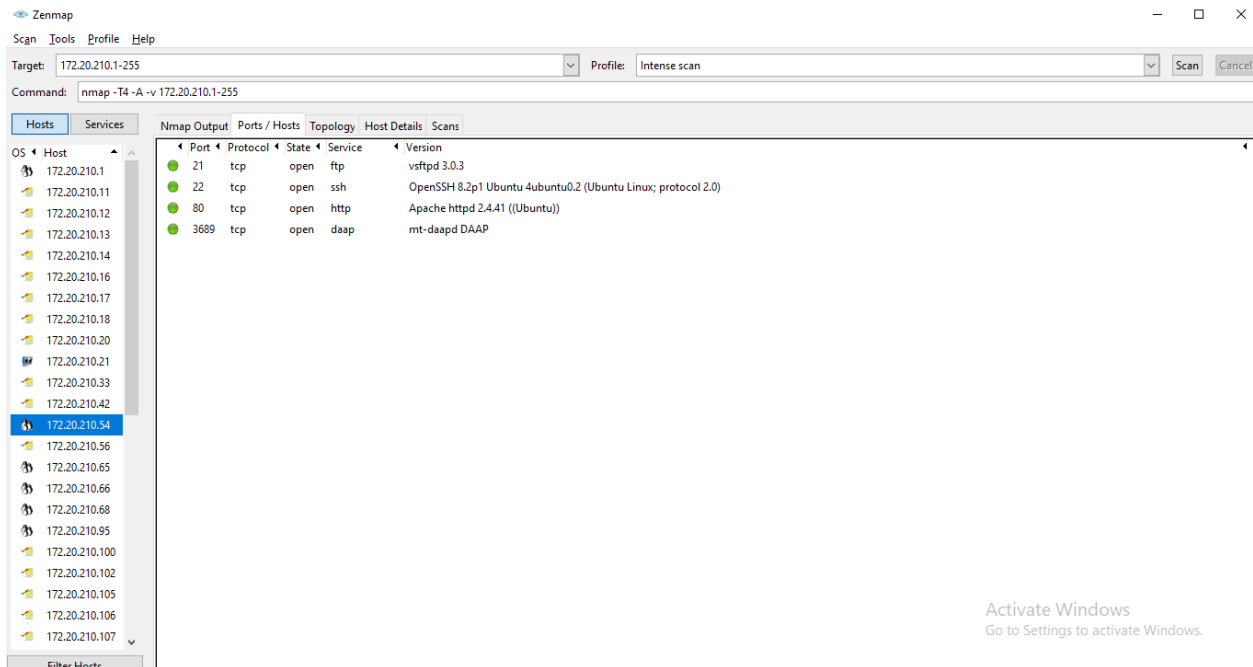 Zenmap
Scan Tools Profile Help
Target: 172.20.210.1-255 Profile: Intense scan Scan Cancel
Command: nmap -T4 -A -v 172.20.210.1-255
Hosts Services
Nmap Output Ports / Hosts Topology Host Details Scans
OS Host
172.20.210.1
172.20.210.11
172.20.210.12
172.20.210.13
172.20.210.14
172.20.210.16
172.20.210.17
172.20.210.18
172.20.210.20
172.20.210.21
172.20.210.33
172.20.210.42
172.20.210.54
172.20.210.56
172.20.210.65
172.20.210.66
172.20.210.68
172.20.210.95
172.20.210.100
172.20.210.102
172.20.210.105
172.20.210.106
172.20.210.107
Filter Hosts
Port Protocol State Service Version
21 tcp open ftp vsftpd 3.0.3
22 tcp open ssh OpenSSH 8.2p1 Ubuntu 4ubuntu0.2 (Ubuntu Linux; protocol 2.0)
80 tcp open http Apache httpd 2.4.41 ((Ubuntu))
3689 tcp open daap mt-daapd DAAP
Activate Windows
Go to Settings to activate Windows.